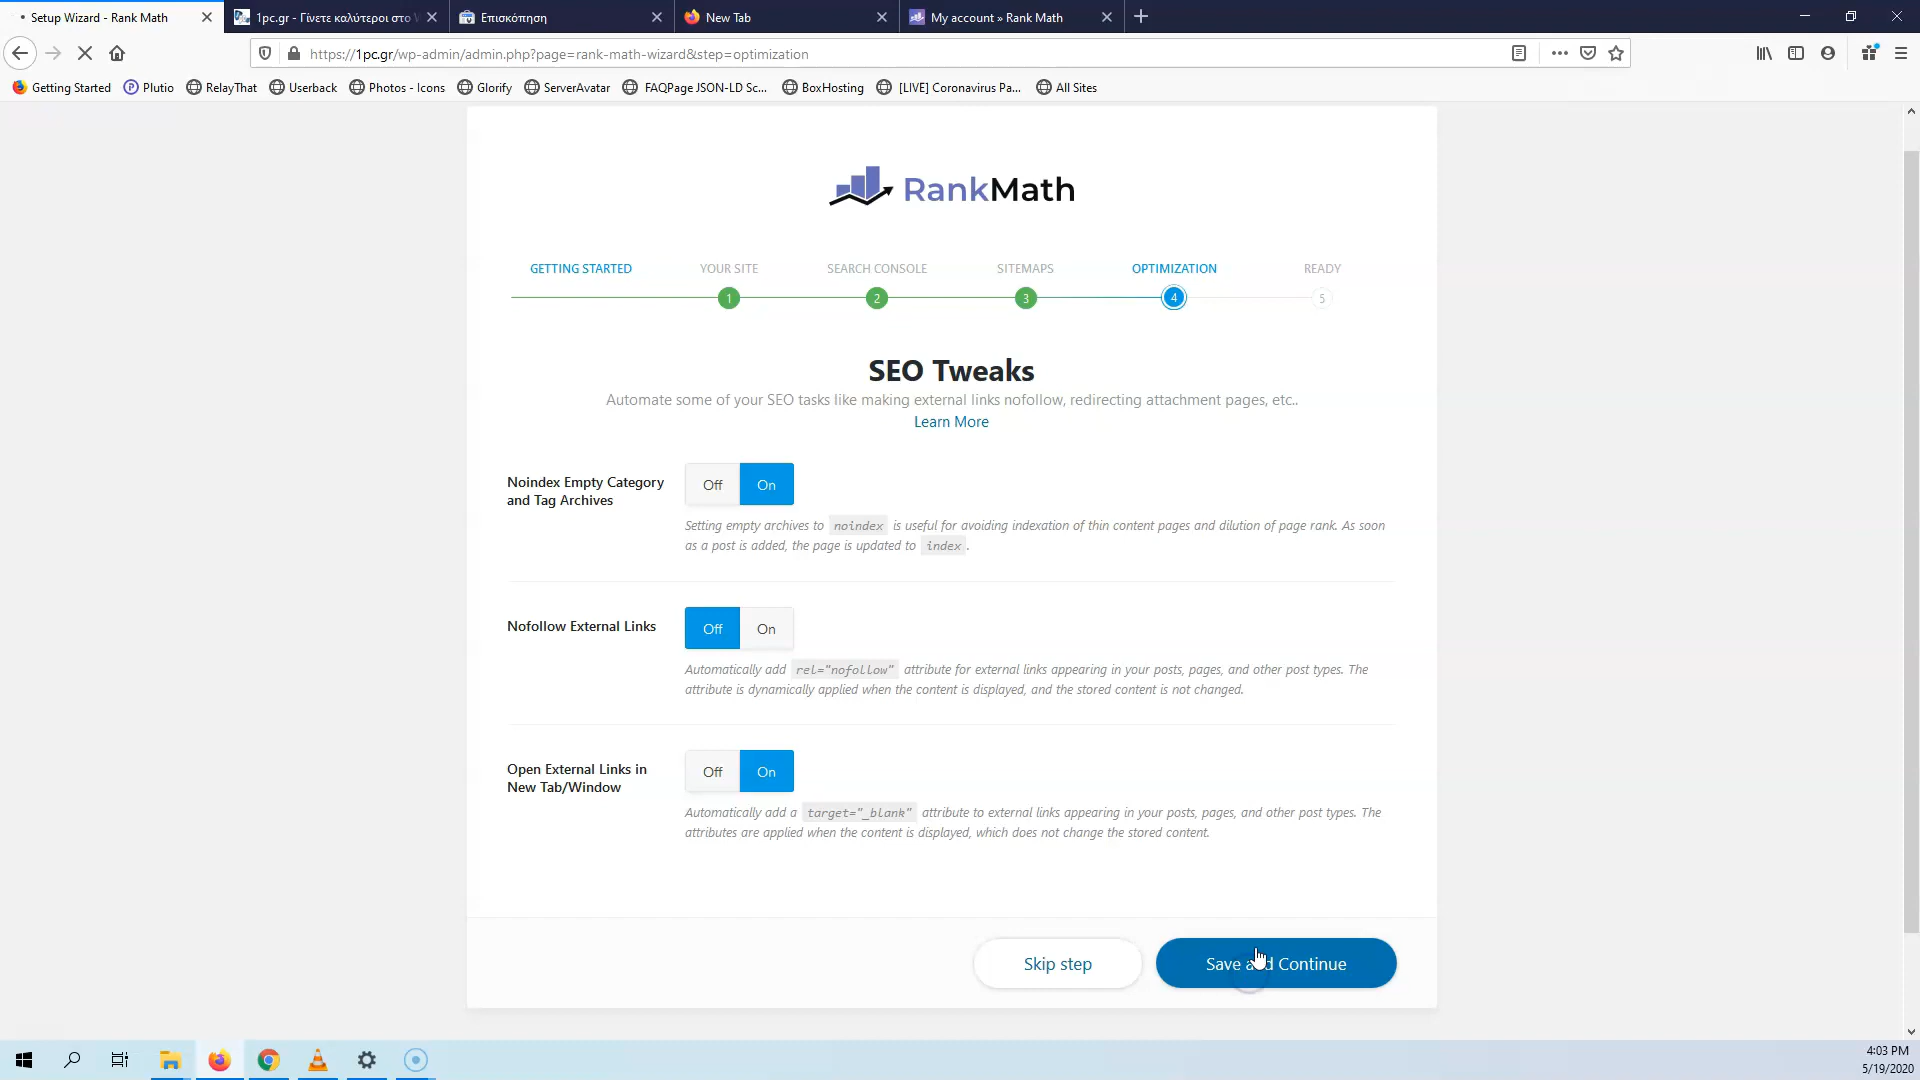 Setup Wizard - Rank Math
1pc.gr - Γίνετε καλύτεροι στο
Επισκόπηση
New Tab
My account » Rank Math
https://1pc.gr/wp-admin/admin.php?page=rank-math-wizard&step=optimization
Getting Started
Plutio
RelayThat
Userback
Photos - Icons
Glorify
ServerAvatar
FAQPage JSON-LD Sc...
BoxHosting
[LIVE] Coronavirus Pa...
All Sites
RankMath
GETTING STARTED
YOUR SITE
SEARCH CONSOLE
SITEMAPS
OPTIMIZATION
READY
1
2
3
4
5
SEO Tweaks
Automate some of your SEO tasks like making external links nofollow, redirecting attachment pages, etc..
Learn More
Noindex Empty Category
and Tag Archives
Off
On
Setting empty archives to noindex is useful for avoiding indexation of thin content pages and dilution of page rank. As soon
as a post is added, the page is updated to index.
Nofollow External Links
Off
On
Automatically add rel="nofollow" attribute for external links appearing in your posts, pages, and other post types. The
attribute is dynamically applied when the content is displayed, and the stored content is not changed.
Open External Links in
New Tab/Window
Off
On
Automatically add a target="_blank" attribute to external links appearing in your posts, pages, and other post types. The
attributes are applied when the content is displayed, which does not change the stored content.
Skip step
Save and Continue
4:03 PM
5/19/2020